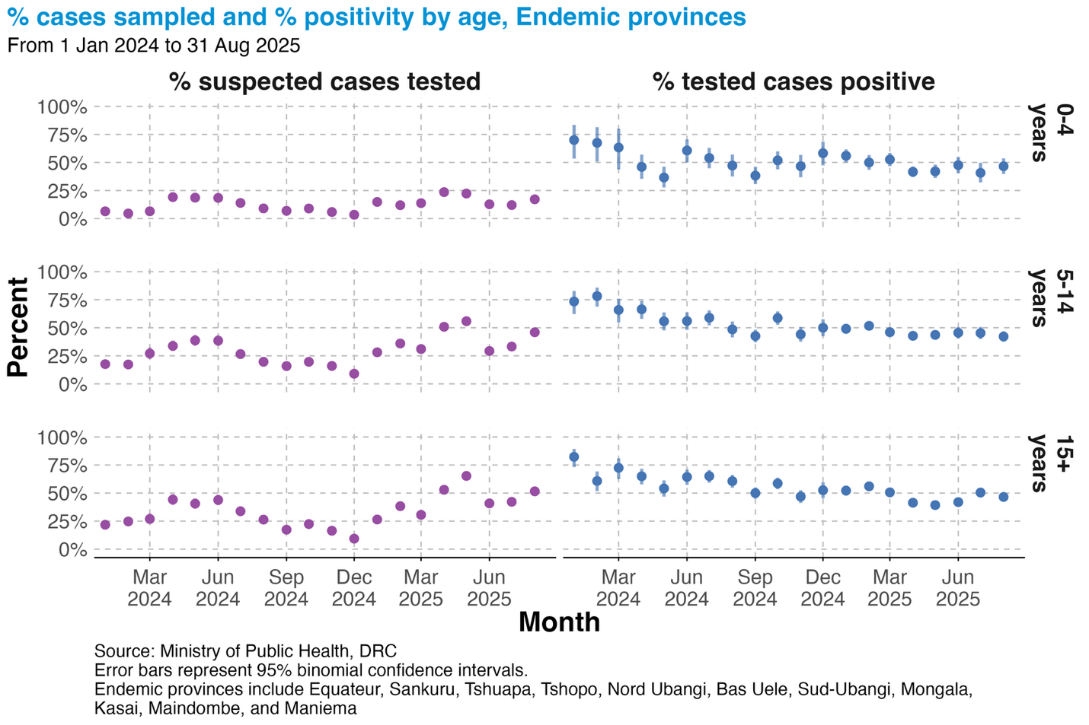 % cases sampled and % positivity by age, Endemic provinces
From 1 Jan 2024 to 31 Aug 2025
% suspected cases tested
% tested cases positive
100%
75%
50%
25%
0%
0-4
years
100%
75%
50%
25%
0%
5-14
years
100%
75%
50%
25%
0%
15+
years
Percent
Mar Jun Sep Dec Mar Jun
2024 2024 2024 2024 2025 2025
Mar Jun Sep Dec Mar Jun
2024 2024 2024 2024 2025 2025
Month
Source: Ministry of Public Health, DRC
Error bars represent 95% binomial confidence intervals.
Endemic provinces include Equateur, Sankuru, Tshuapa, Tshopo, Nord Ubangi, Bas Uele, Sud-Ubangi, Mongala,
Kasai, Maindombe, and Maniema